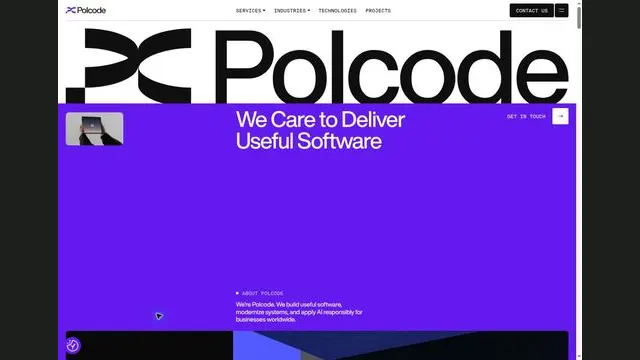 Polcode
SERVICES
INDUSTRIES
TECHNOLOGIES
PROJECTS
CONTACT US
Polcode
We Care to Deliver
Useful Software
GET IN TOUCH
ABOUT POLCODE
We're Polcode. We build useful software,
modernize systems, and apply AI responsibly for
businesses worldwide.